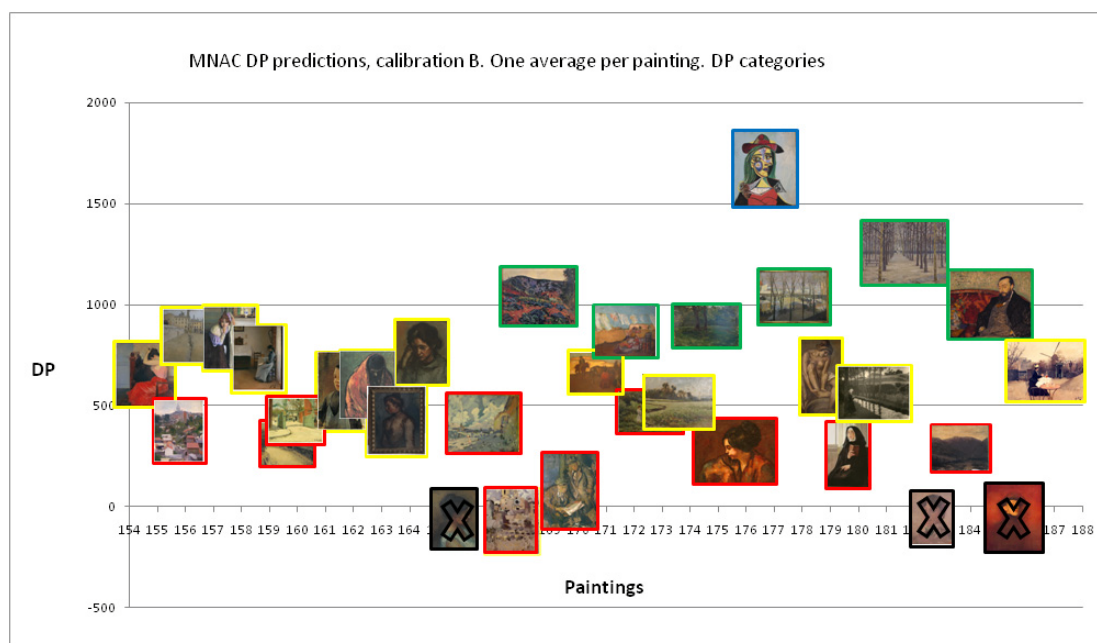 MNAC DP predictions, calibration B. One average per painting. DP categories
2000
1500
1000
DP
500
0
154 155 156 157 158 159 160 161 162 163 164 170 171 172 173 174 175 176 177 178 179 180 181 184 187 188
Paintings
-500